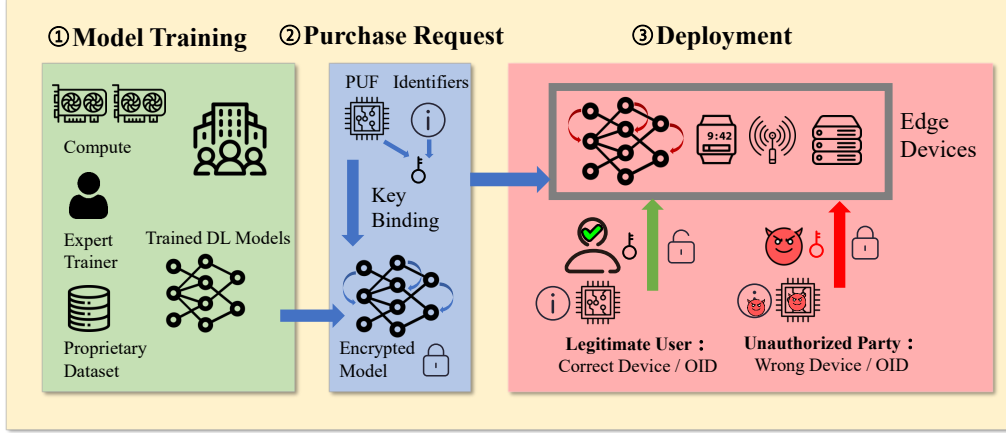 ①Model Training
②Purchase Request
③Deployment
Compute
Expert
Trainer
Proprietary
Dataset
Trained DL Models
PUF
Identifiers
Key
Binding
Encrypted
Model
9:42
Edge
Devices
Legitimate User：
Correct Device / OID
Unauthorized Party：
Wrong Device / OID